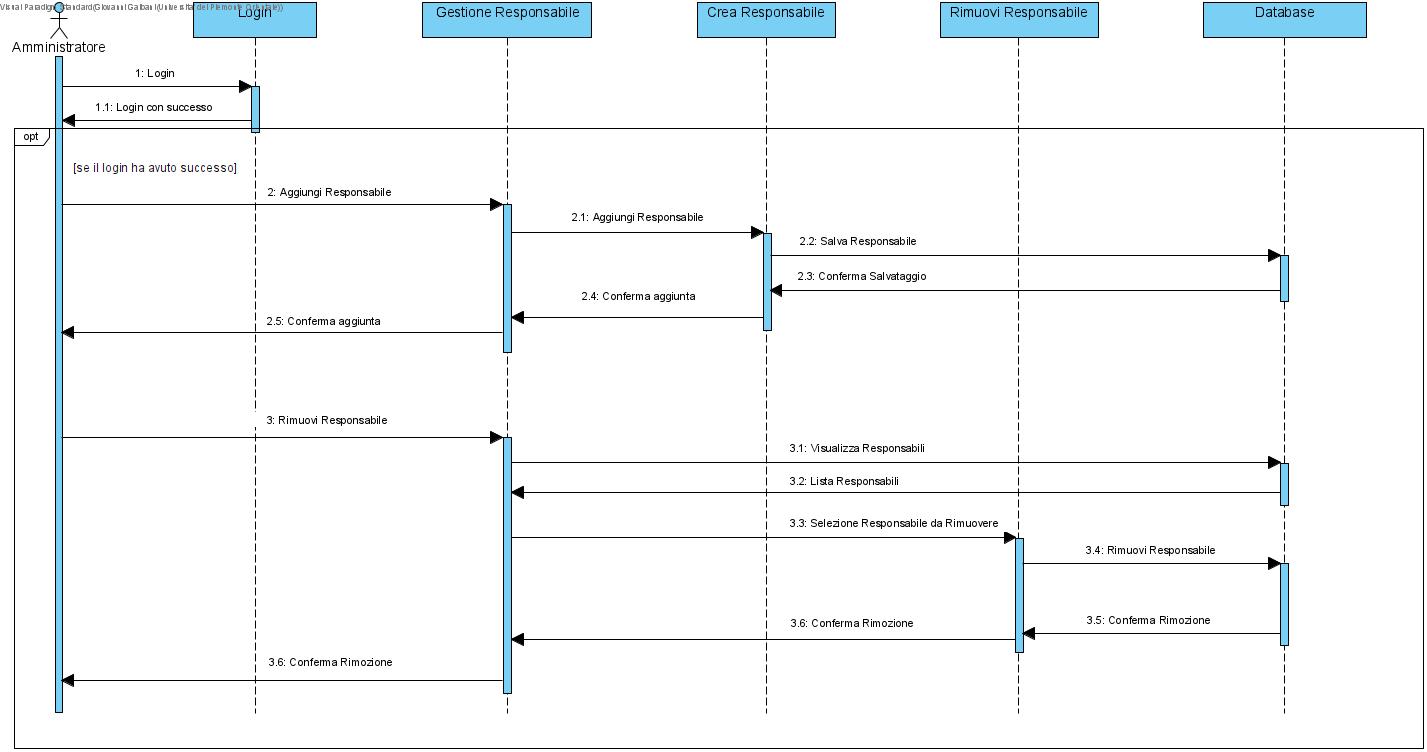 Visual Paradigm Standard(Giovanni Garbani(Università del Piemonte Orientale))
Login
Gestione Responsabile
Crea Responsabile
Rimuovi Responsabile
Database
Amministratore
1: Login
1.1: Login con successo
opt
[se il login ha avuto successo]
2: Aggiungi Responsabile
2.1: Aggiungi Responsabile
2.2: Salva Responsabile
2.3: Conferma Salvataggio
2.4: Conferma aggiunta
2.5: Conferma aggiunta
3: Rimuovi Responsabile
3.1: Visualizza Responsabili
3.2: Lista Responsabili
3.3: Selezione Responsabile da Rimuovere
3.4: Rimuovi Responsabile
3.5: Conferma Rimozione
3.6: Conferma Rimozione
3.6: Conferma Rimozione